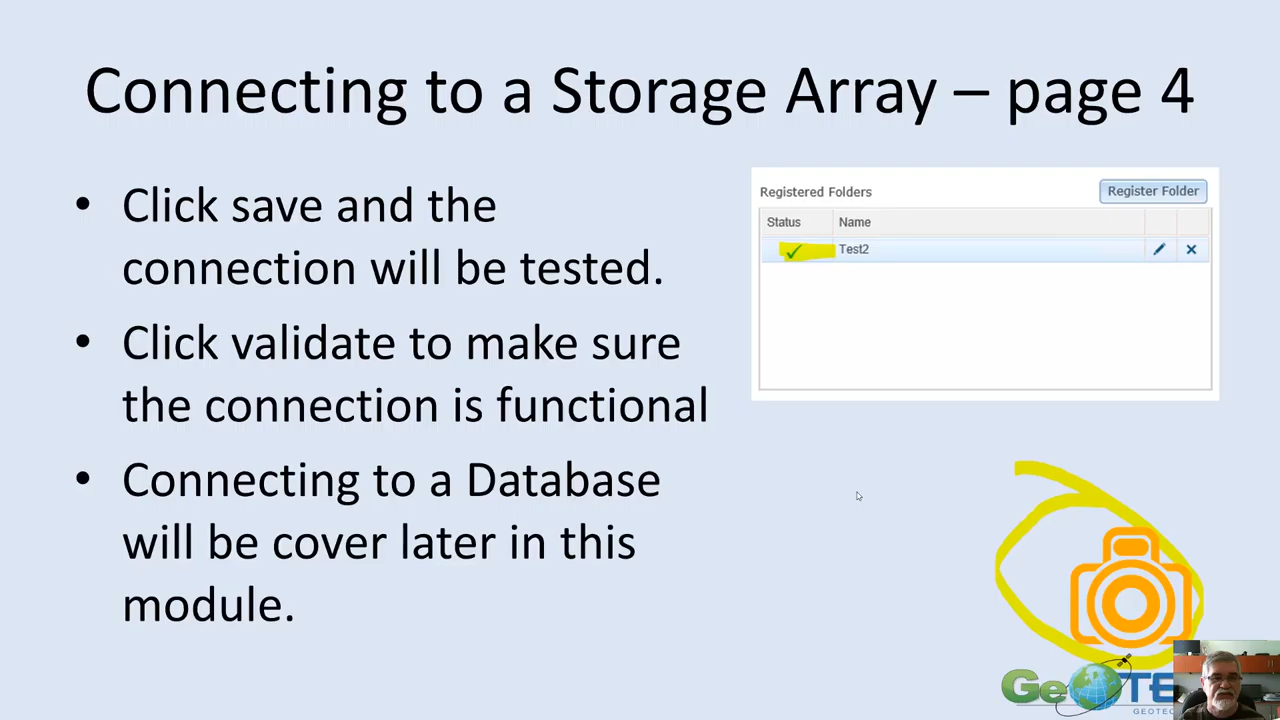 Connecting to a Storage Array – page 4
• Click save and the
connection will be tested.
• Click validate to make sure
the connection is functional
• Connecting to a Database
will be cover later in this
module.
Registered Folders
Register Folder
Status Name
Test2
GeoTE
GEOTEC